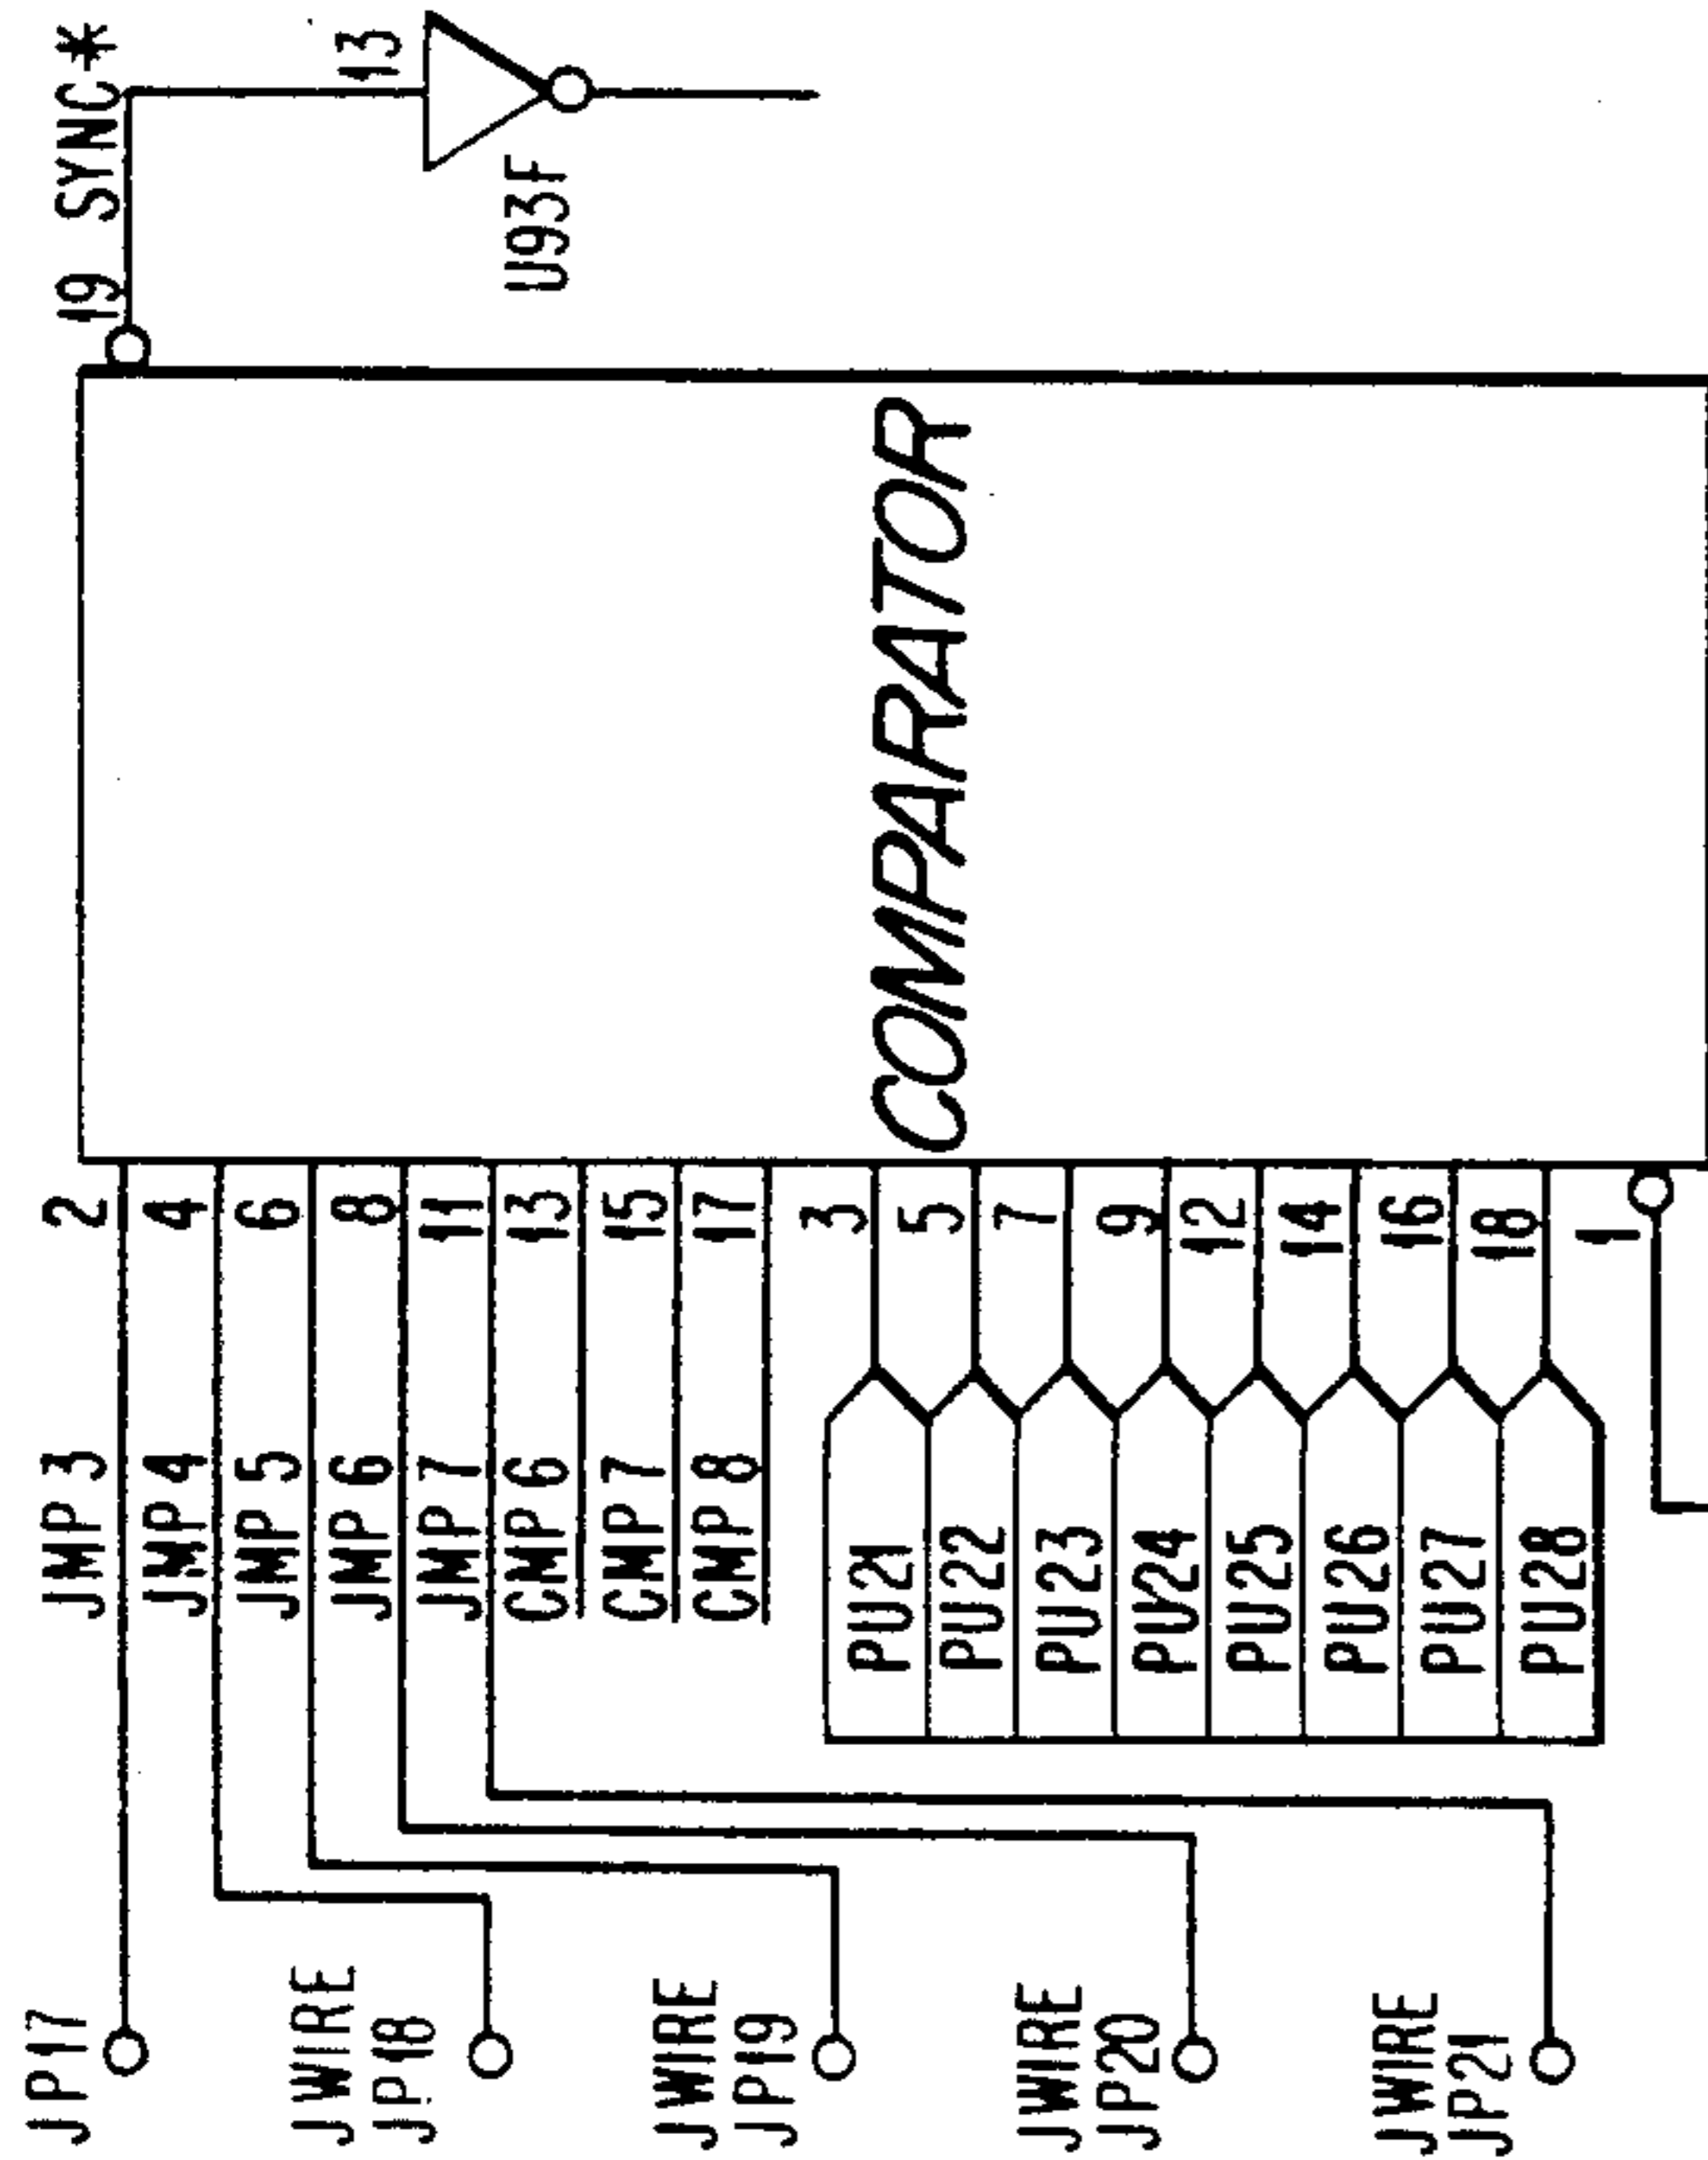 19 SYNC*
13
U93F
COMPARATOR
2
4
6
8
11
13
15
17
3
5
7
9
12
14
16
18
1
JMP 3
JMP 4
JMP 5
JMP 6
JMP 7
CMP 6
CMP 7
CMP 8
PU21
PU22
PU23
PU24
PU25
PU26
PU27
PU28
JP17
JWIRE
JP18
JWIRE
JP19
JWIRE
JP20
JWIRE
JP21